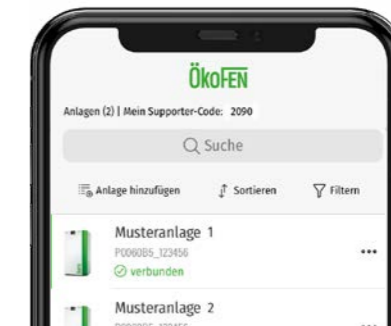 ÖkoFEN
Anlagen (2) | Mein Supporter-Code: 2090
Suche
Anlage hinzufügen Sortieren Filtern
Musteranlage 1
P0060B5_123456
verbunden
Musteranlage 2